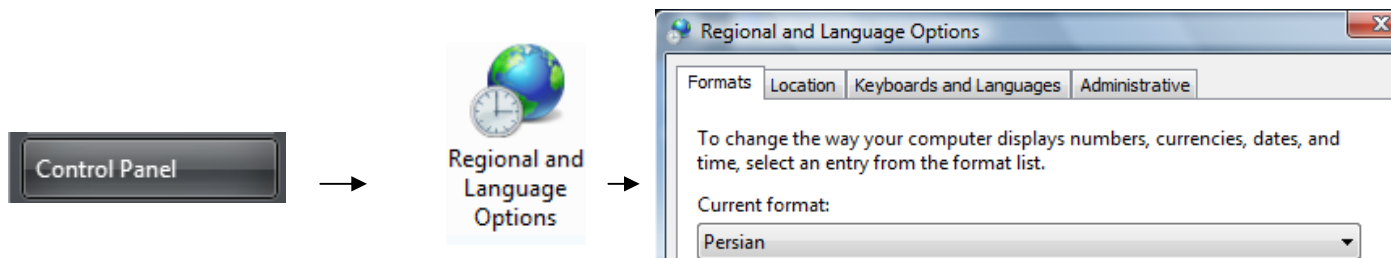 Control Panel
Regional and
Language
Options
Regional and Language Options
Formats Location Keyboards and Languages Administrative
To change the way your computer displays numbers, currencies, dates, and
time, select an entry from the format list.
Current format:
Persian